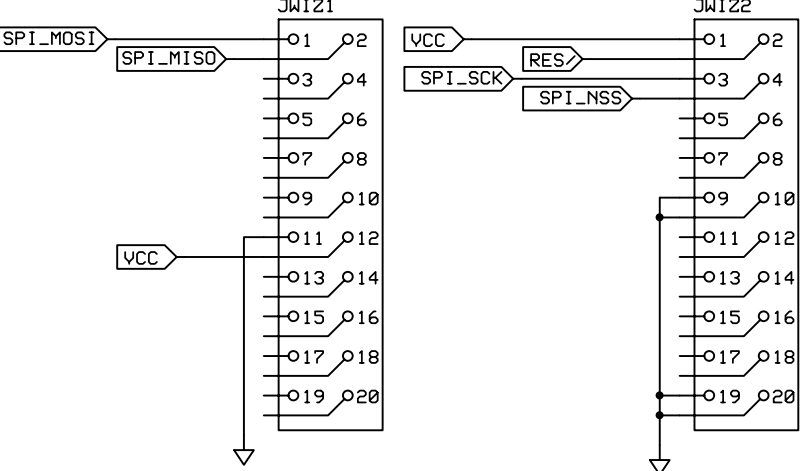 JWIZ1 JWIZ2
SPI_MOSI 1 2 VCC 1 2
SPI_MISO RES/
3 4 SPI_SCK 3 4
SPI_NSS
5 6 5 6
7 8 7 8
9 10 9 10
11 12 11 12
VCC
13 14 13 14
15 16 15 16
17 18 17 18
19 20 19 20